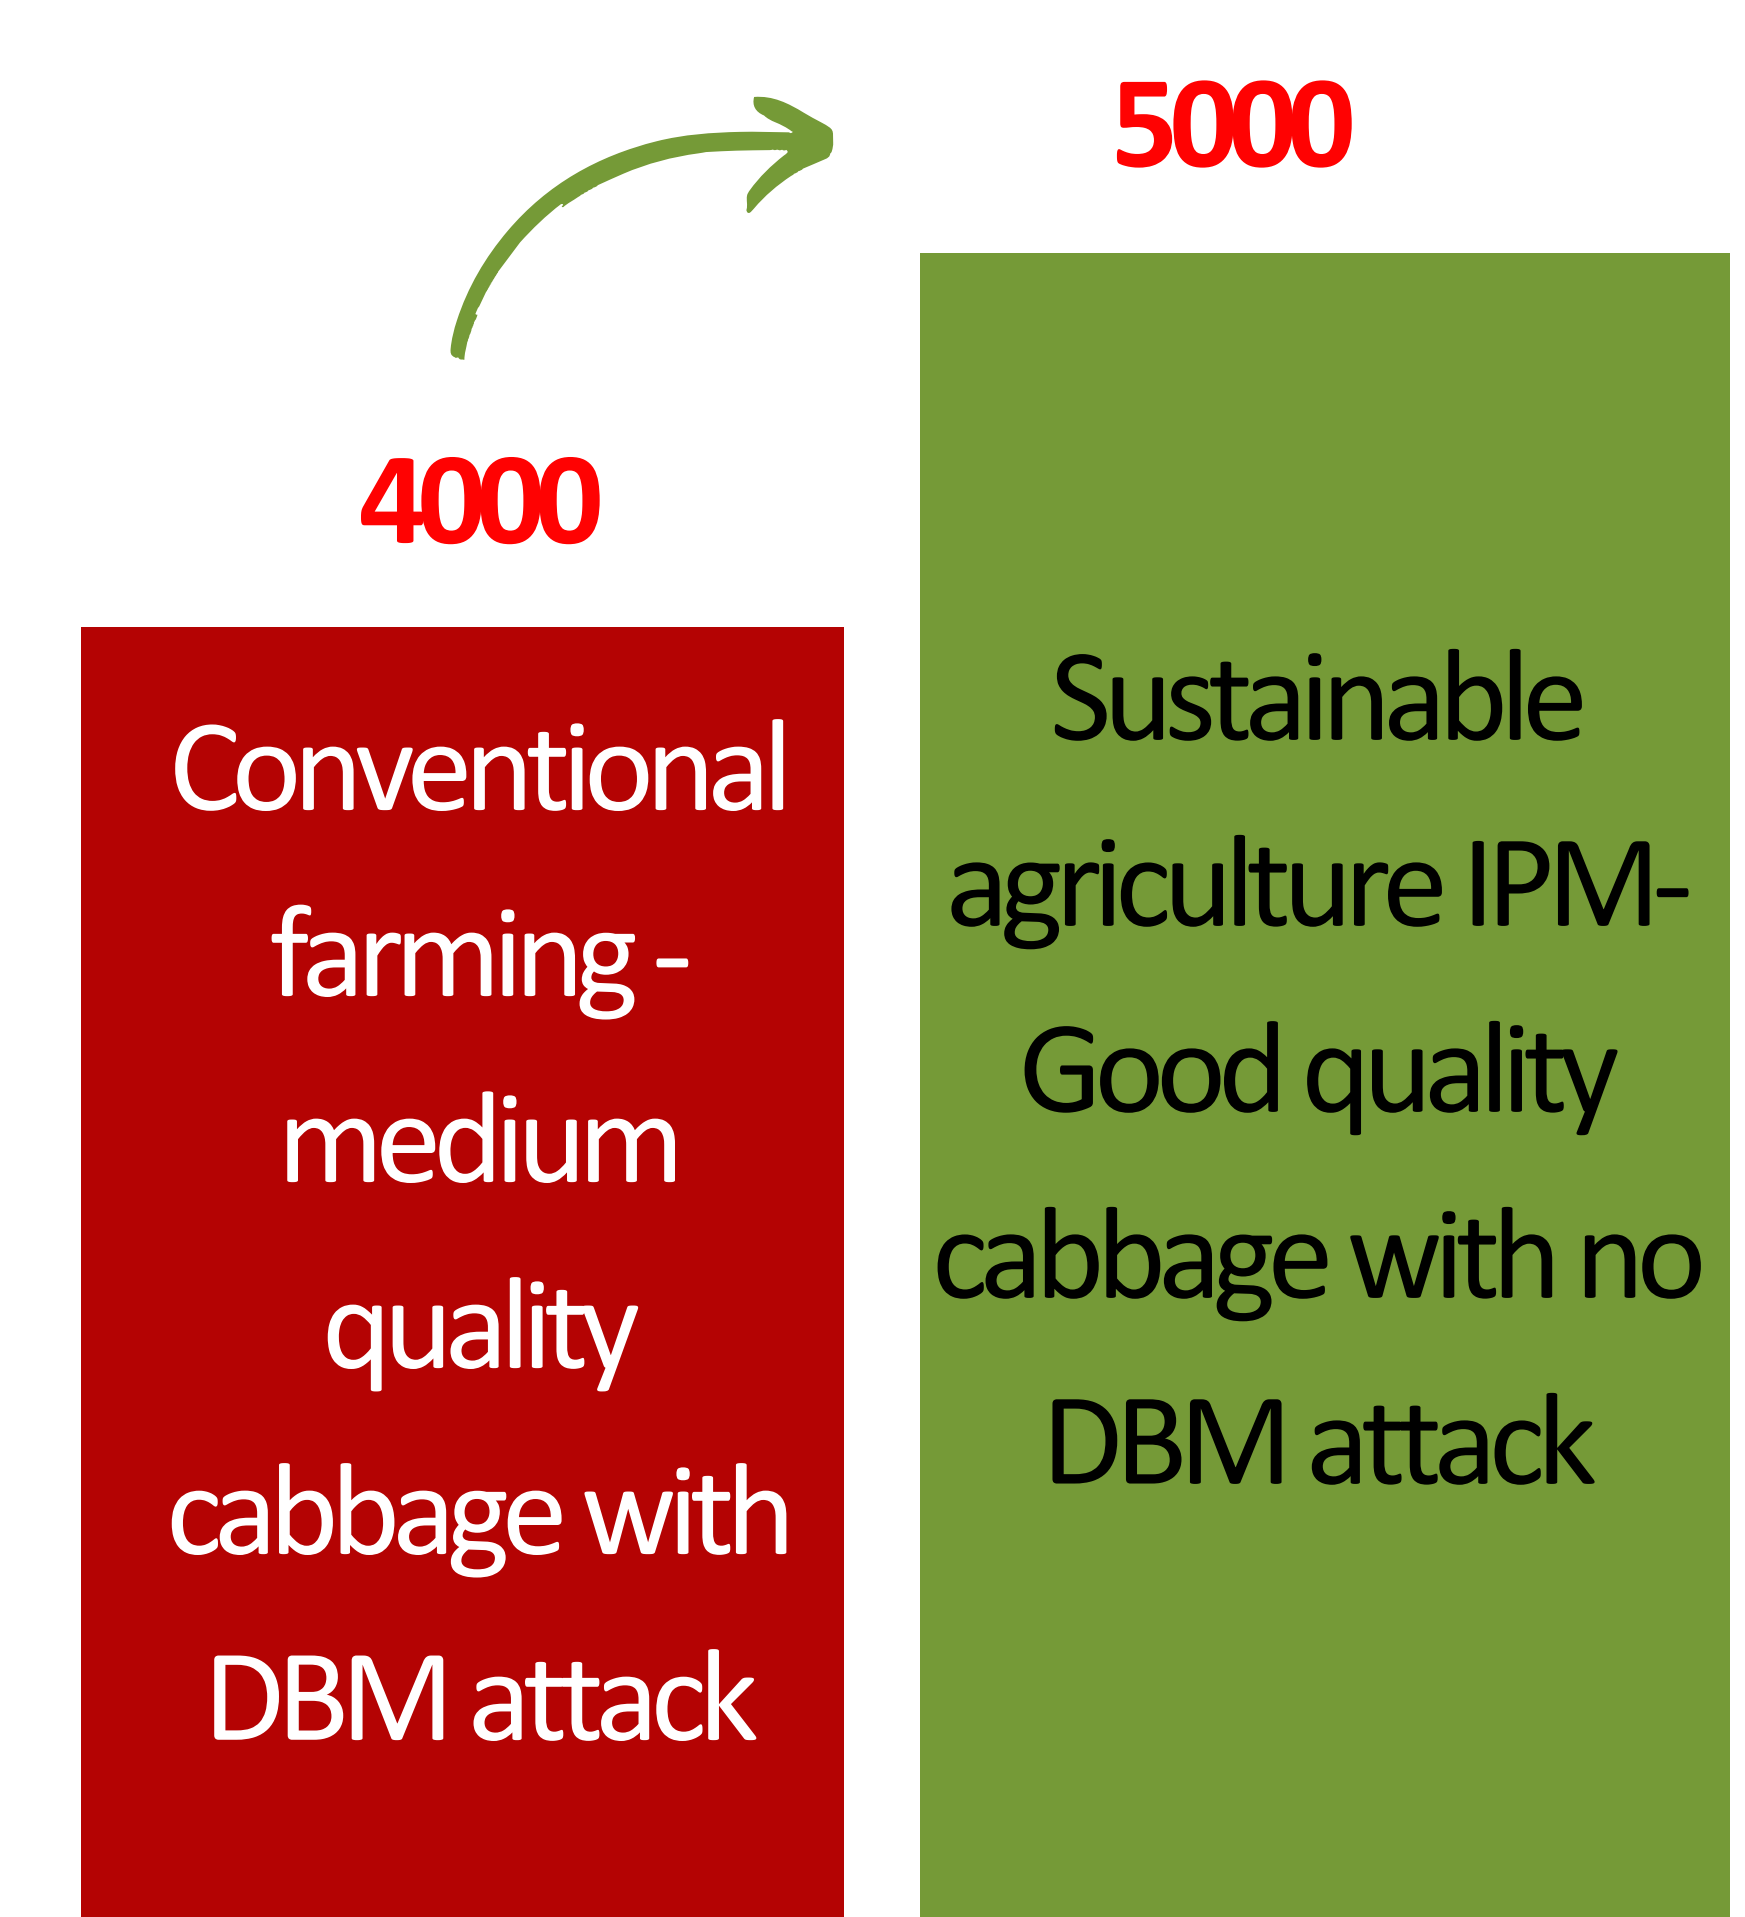 5000
4000
Conventional
farming -
medium
quality
cabbage with
DBM attack
Sustainable
agriculture IPM-
Good quality
cabbage with no
DBM attack